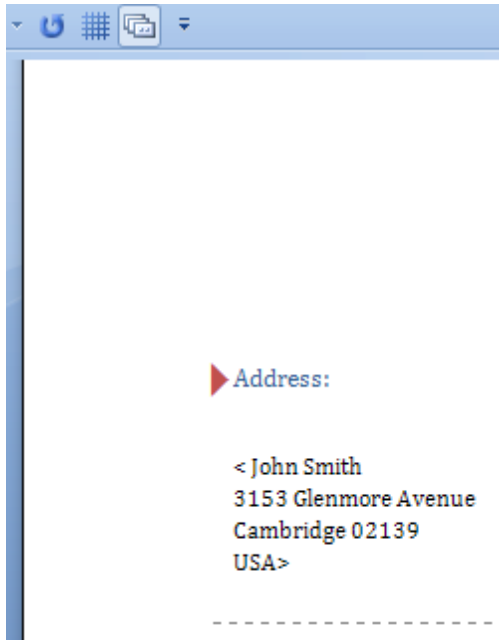 Address:
< John Smith
3153 Glenmore Avenue
Cambridge 02139
USA>